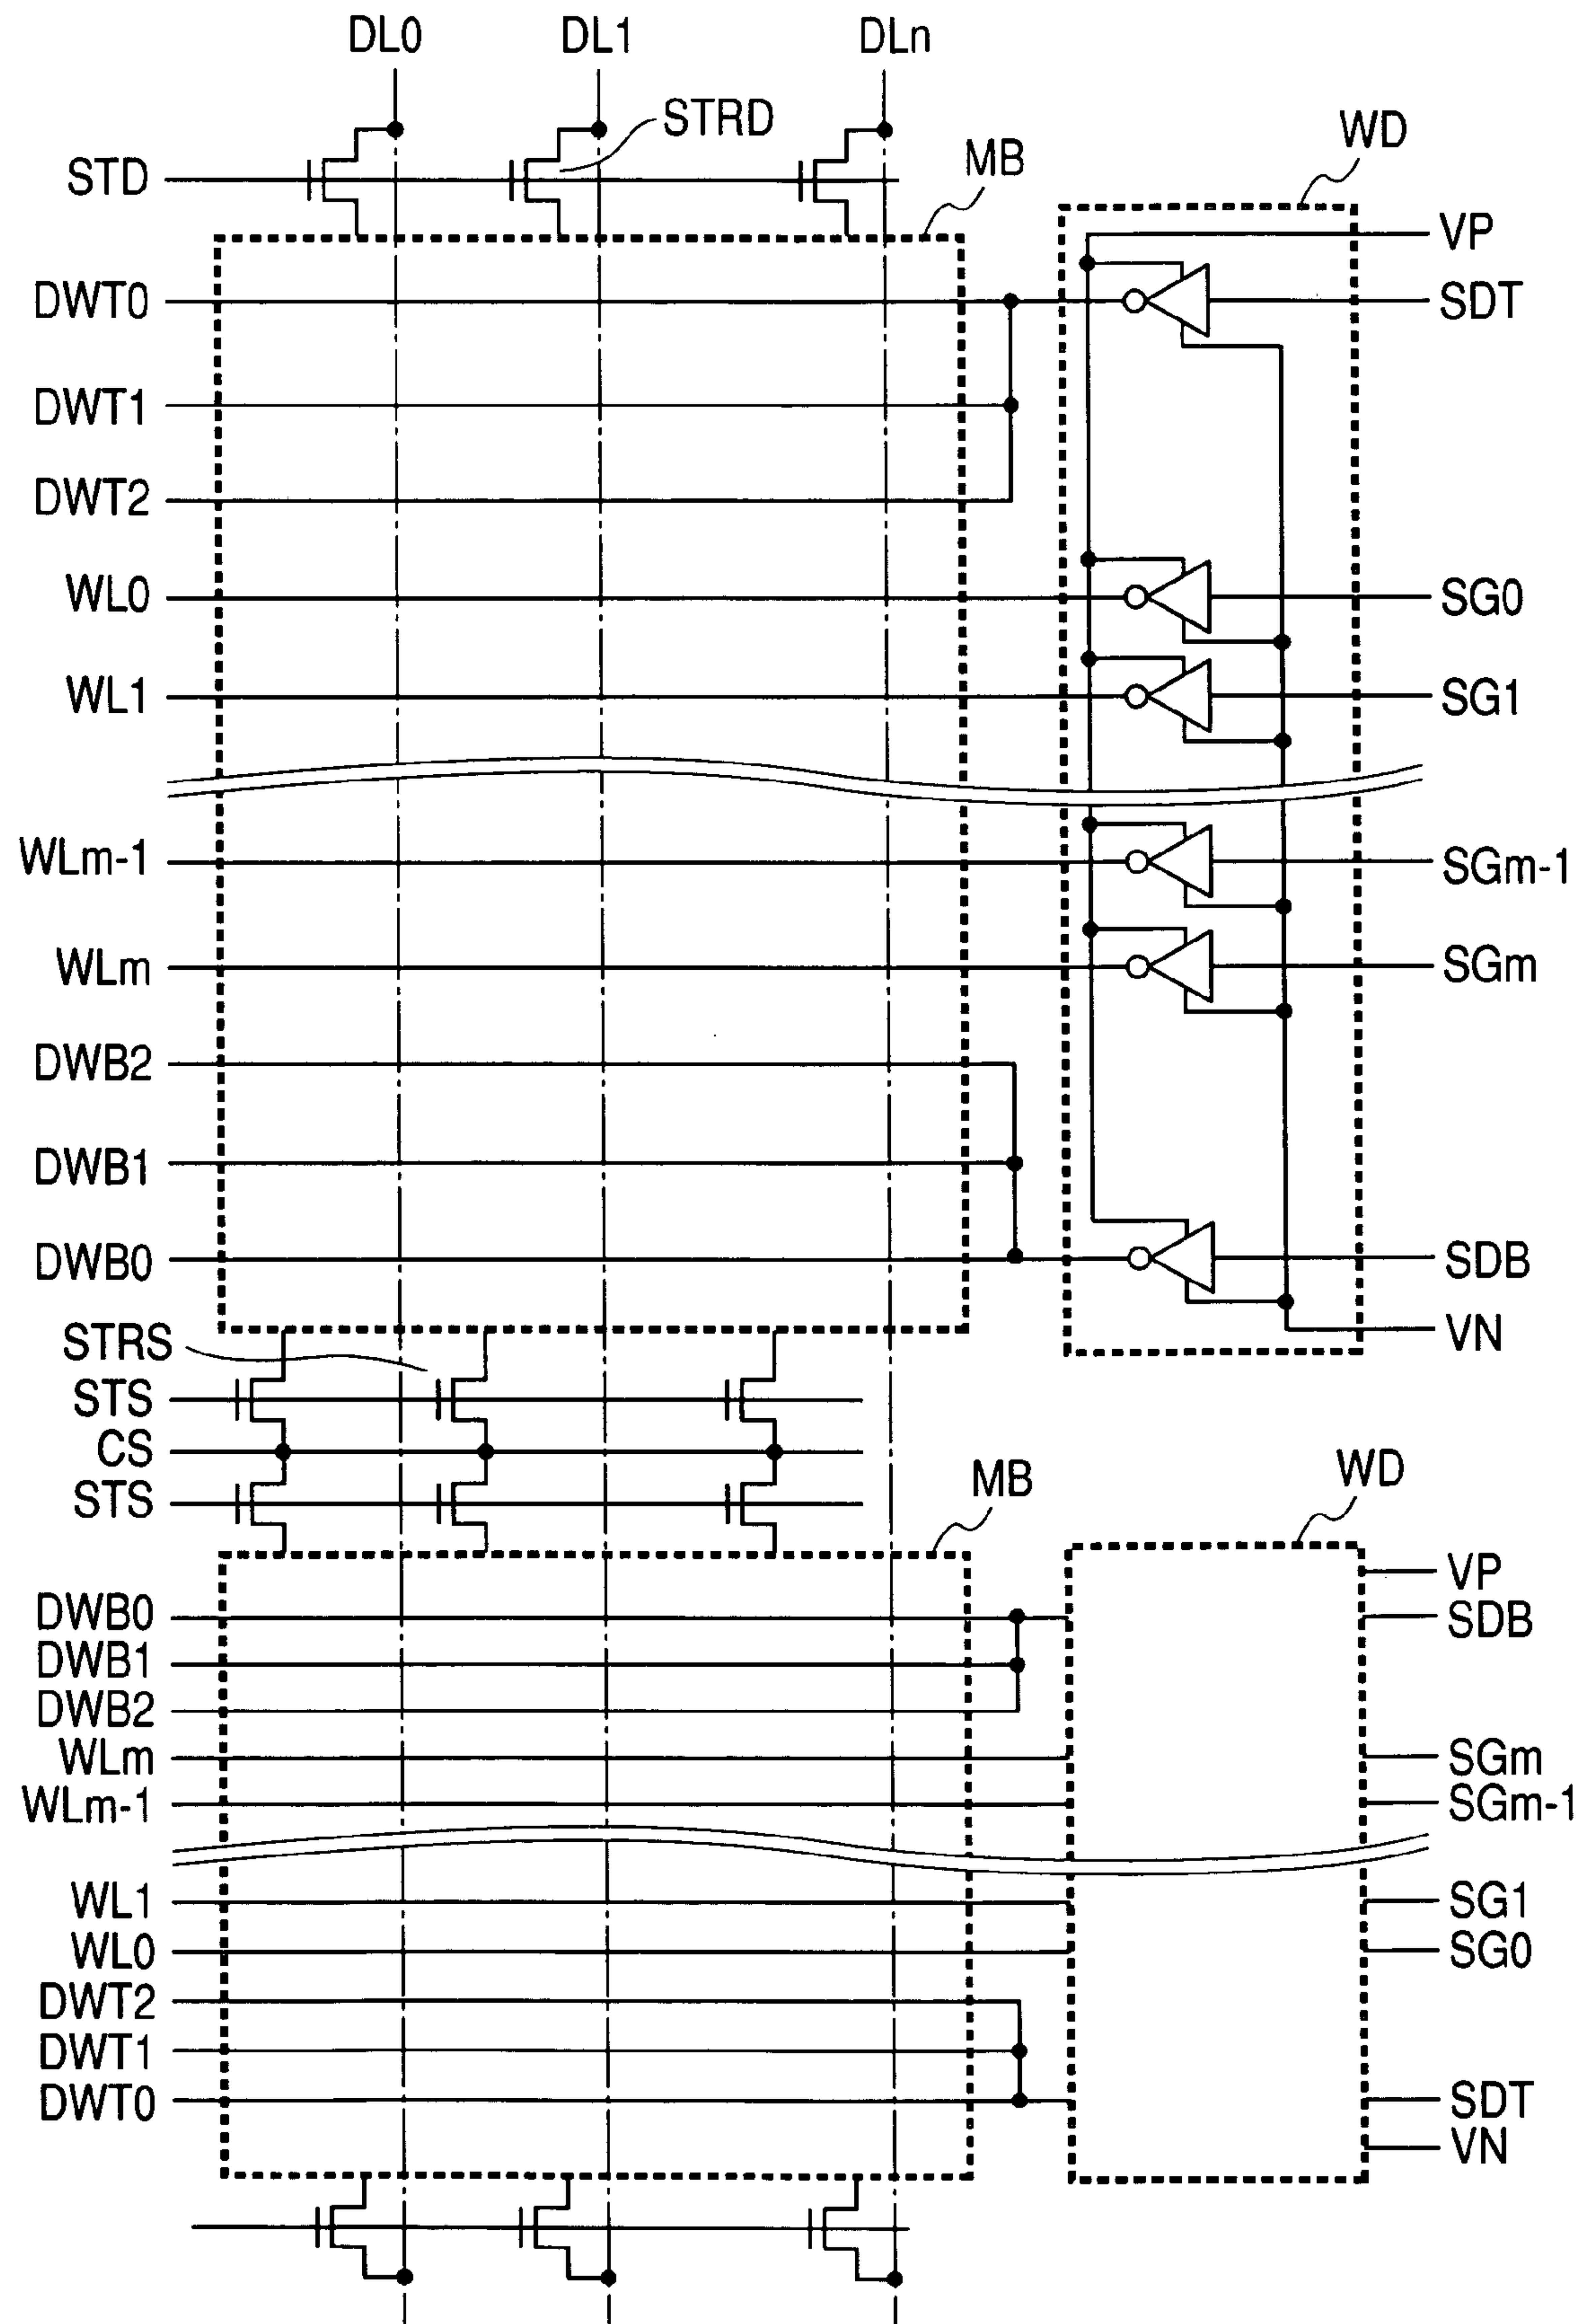 DL0 DL1 DLn
STRD
WD
MB
STD
VP
DWT0 SDT
DWT1
DWT2
WL0 SG0
WL1 SG1
WLm-1 SGm-1
WLm SGm
DWB2
DWB1
DWB0 SDB
VN
STRS
STS
CS
WD
MB
STS
VP
DWB0 SDB
DWB1
DWB2
WLm SGm
WLm-1 SGm-1
WL1 SG1
WL0 SG0
DWT2
DWT1
DWT0 SDT
VN